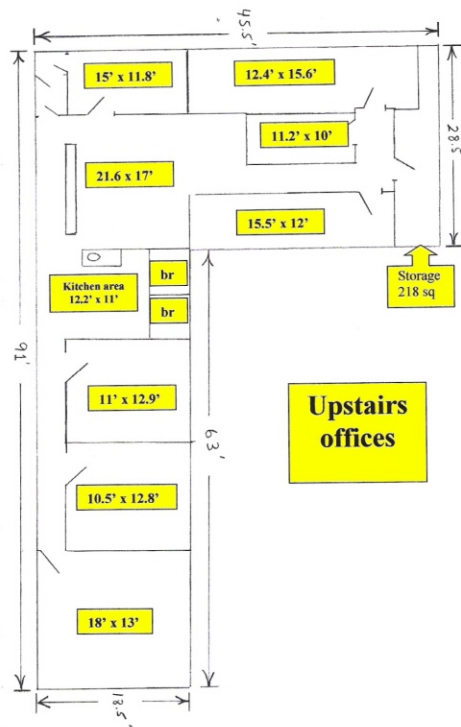 45.5'
15' x 11.8'
12.4' x 15.6'
28.5
11.2' x 10'
21.6 x 17'
15.5' x 12'
Storage
218 sq
br
Kitchen area
12.2' x 11'
br
91'
63'
11' x 12.9'
Upstairs
offices
10.5' x 12.8'
18' x 13'
18.5'